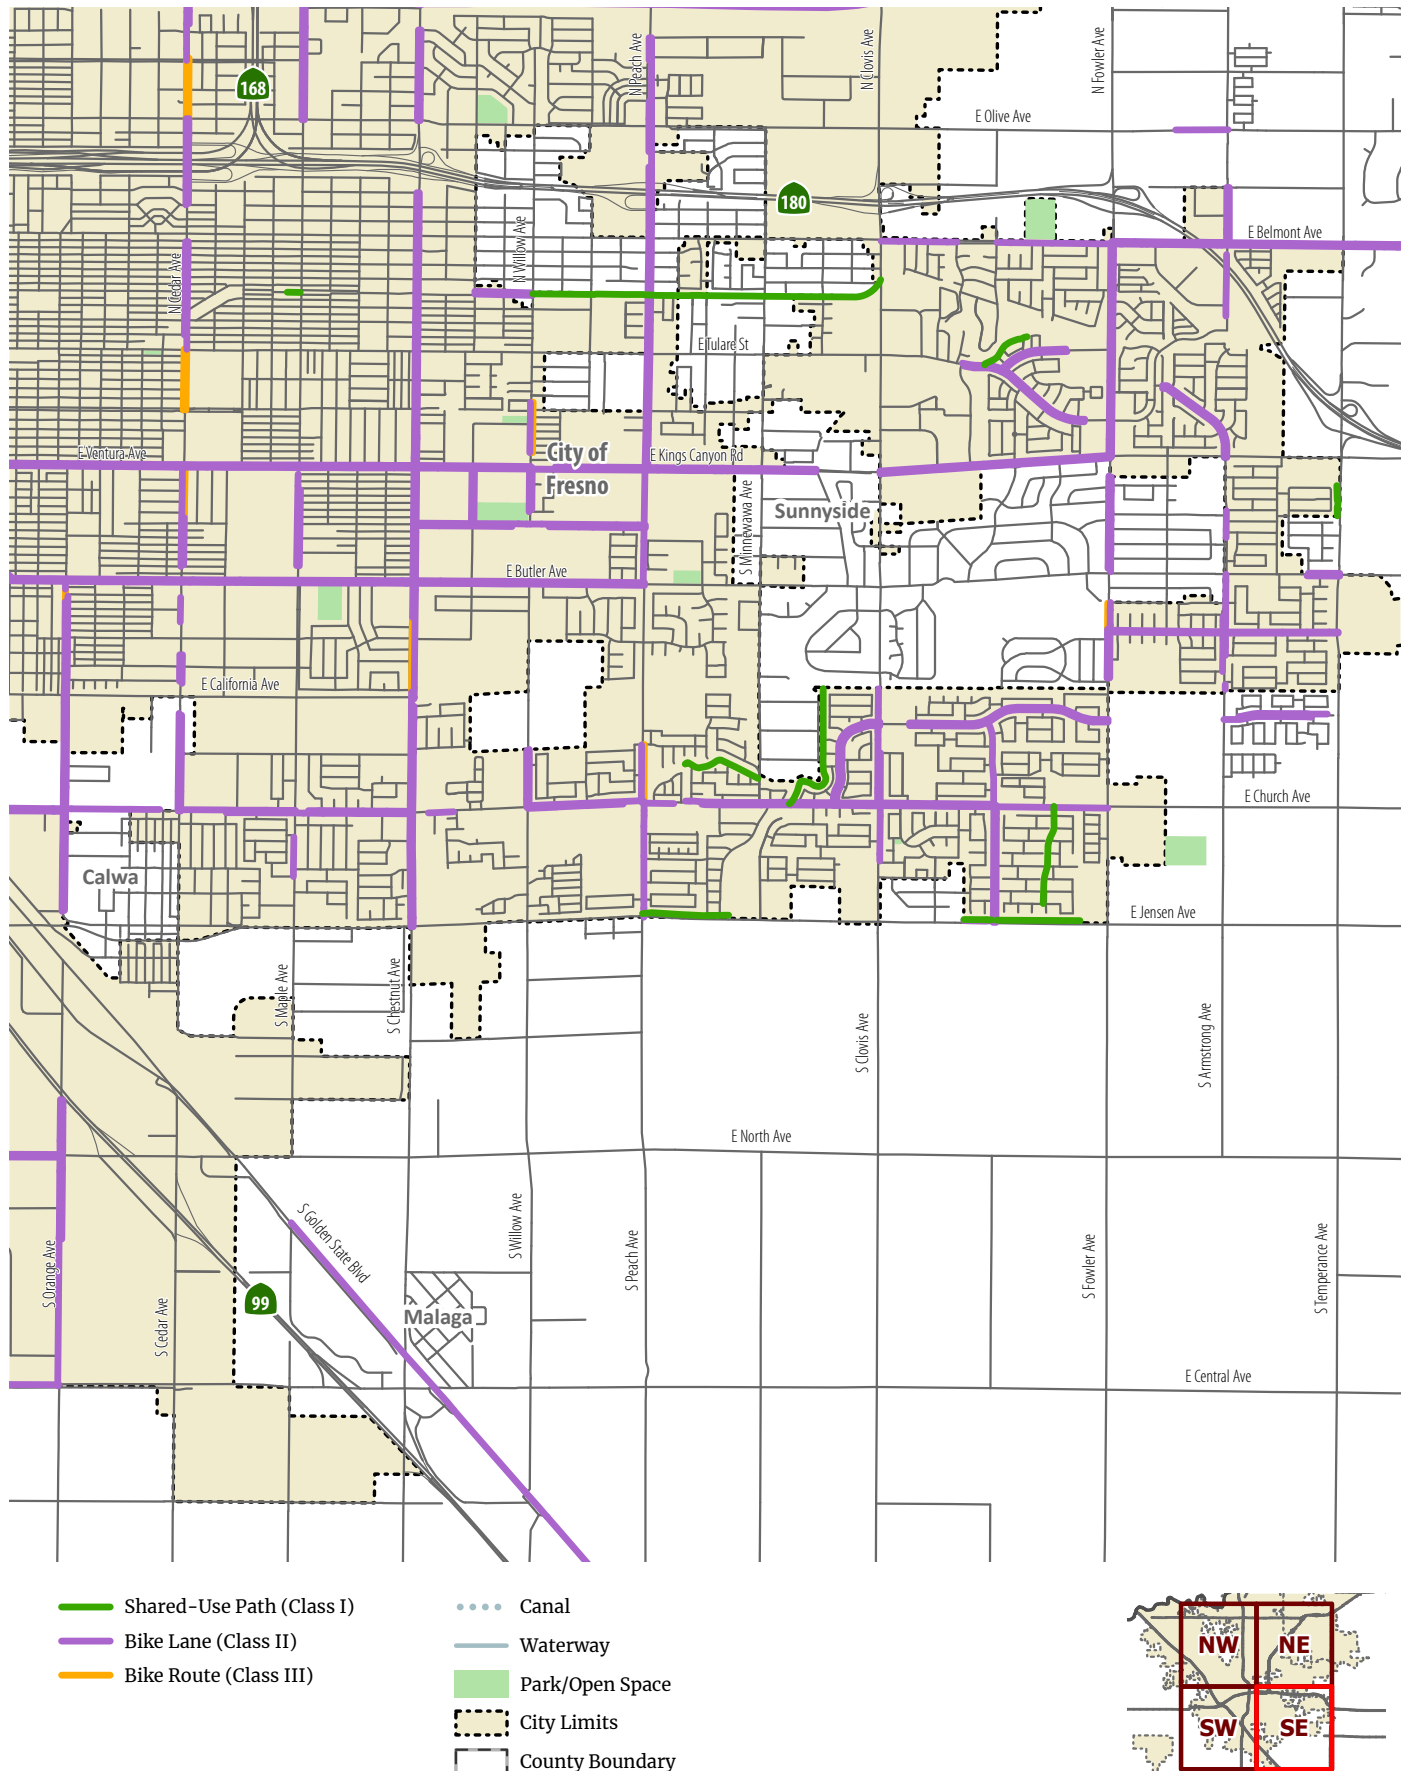 N Peach Ave
N Clovis Ave
N Fowler Ave
168
E Olive Ave
180
N Willow Ave
E Belmont Ave
N Cedar Ave
E Tulare St
E Ventura Ave
City of
Fresno
E Kings Canyon Rd
S Minnewawa Ave
Sunnyside
E Butler Ave
E California Ave
E Church Ave
Calwa
E Jensen Ave
S Maple Ave
S Chestnut Ave
S Clovis Ave
S Armstrong Ave
E North Ave
S Golden State Blvd
S Willow Ave
S Peach Ave
S Fowler Ave
S Temperance Ave
S Orange Ave
99
S Cedar Ave
Malaga
E Central Ave
Shared-Use Path (Class I)
Bike Lane (Class II)
Bike Route (Class III)
Canal
Waterway
Park/Open Space
City Limits
County Boundary
NW
NE
SW
SE